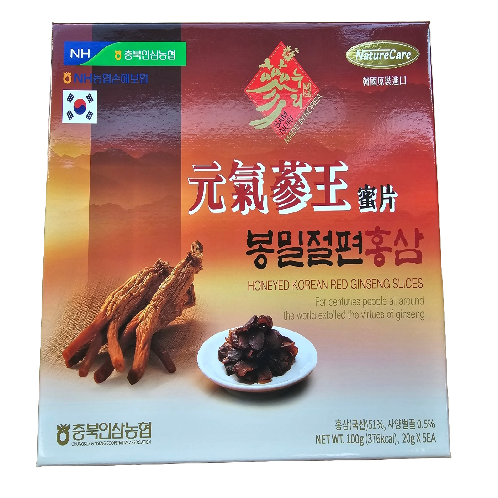 NH 충북인삼농협
NH농협손해보험
NatureCare
韓國原裝進口
누리
元氣蔘王 蜜片
봉밀절편홍삼
HONEYED KOREAN RED GINSENG SLICES
For centuries people all around
the world extolled the virtues of ginseng
홍삼(국산)51%, 사양벌꿀 0.5%
NET WT. 100g(376kcal), 20g X 5EA
충북인삼농협